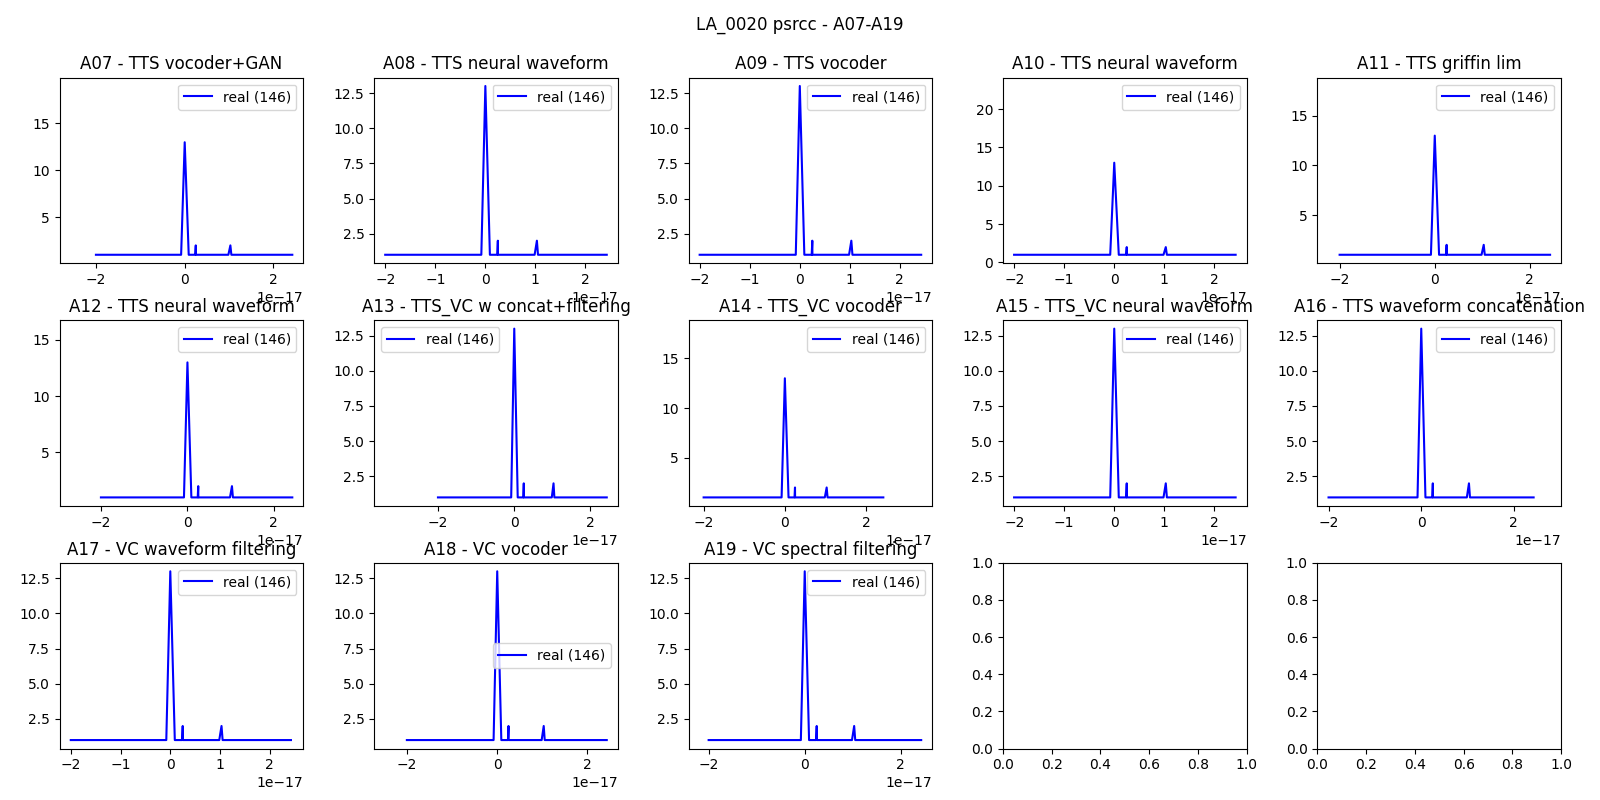 LA_0020 psrcc - A07-A19
A07 - TTS vocoder+GAN
A08 - TTS neural waveform
A09 - TTS vocoder
A10 - TTS neural waveform
A11 - TTS griffin lim
real (146)
real (146)
real (146)
real (146)
real (146)
15
10
5
12.5
10.0
7.5
5.0
2.5
12.5
10.0
7.5
5.0
2.5
20
15
10
5
0
15
10
5
−2 0 2
−2 −1 0 1 2
−2 −1 0 1 2
−2 −1 0 1 2
−2 0 2
1e−17
1e−17
1e−17
1e−17
1e−17
A12 - TTS neural waveform
A13 - TTS_VC w concat+filtering
A14 - TTS_VC vocoder
A15 - TTS_VC neural waveform
A16 - TTS waveform concatenation
real (146)
real (146)
real (146)
real (146)
real (146)
15
10
5
12.5
10.0
7.5
5.0
2.5
15
10
5
12.5
10.0
7.5
5.0
2.5
12.5
10.0
7.5
5.0
2.5
−2 0 2
−2 0 2
−2 0 2
−2 −1 0 1 2
−2 0 2
1e−17
1e−17
1e−17
1e−17
1e−17
A17 - VC waveform filtering
A18 - VC vocoder
A19 - VC spectral filtering
real (146)
real (146)
real (146)
12.5
10.0
7.5
5.0
2.5
12.5
10.0
7.5
5.0
2.5
12.5
10.0
7.5
5.0
2.5
1.0
0.8
0.6
0.4
0.2
0.0
1.0
0.8
0.6
0.4
0.2
0.0
−2 −1 0 1 2
−2 0 2
−2 0 2
0.0 0.2 0.4 0.6 0.8 1.0
0.0 0.2 0.4 0.6 0.8 1.0
1e−17
1e−17
1e−17